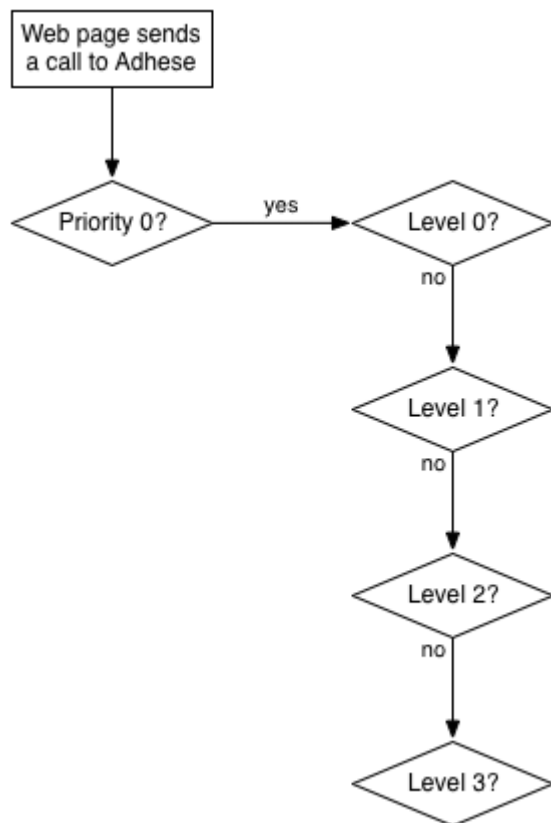 Web page sends
a call to Adhese
Priority 0?
yes
Level 0?
no
Level 1?
no
Level 2?
no
Level 3?